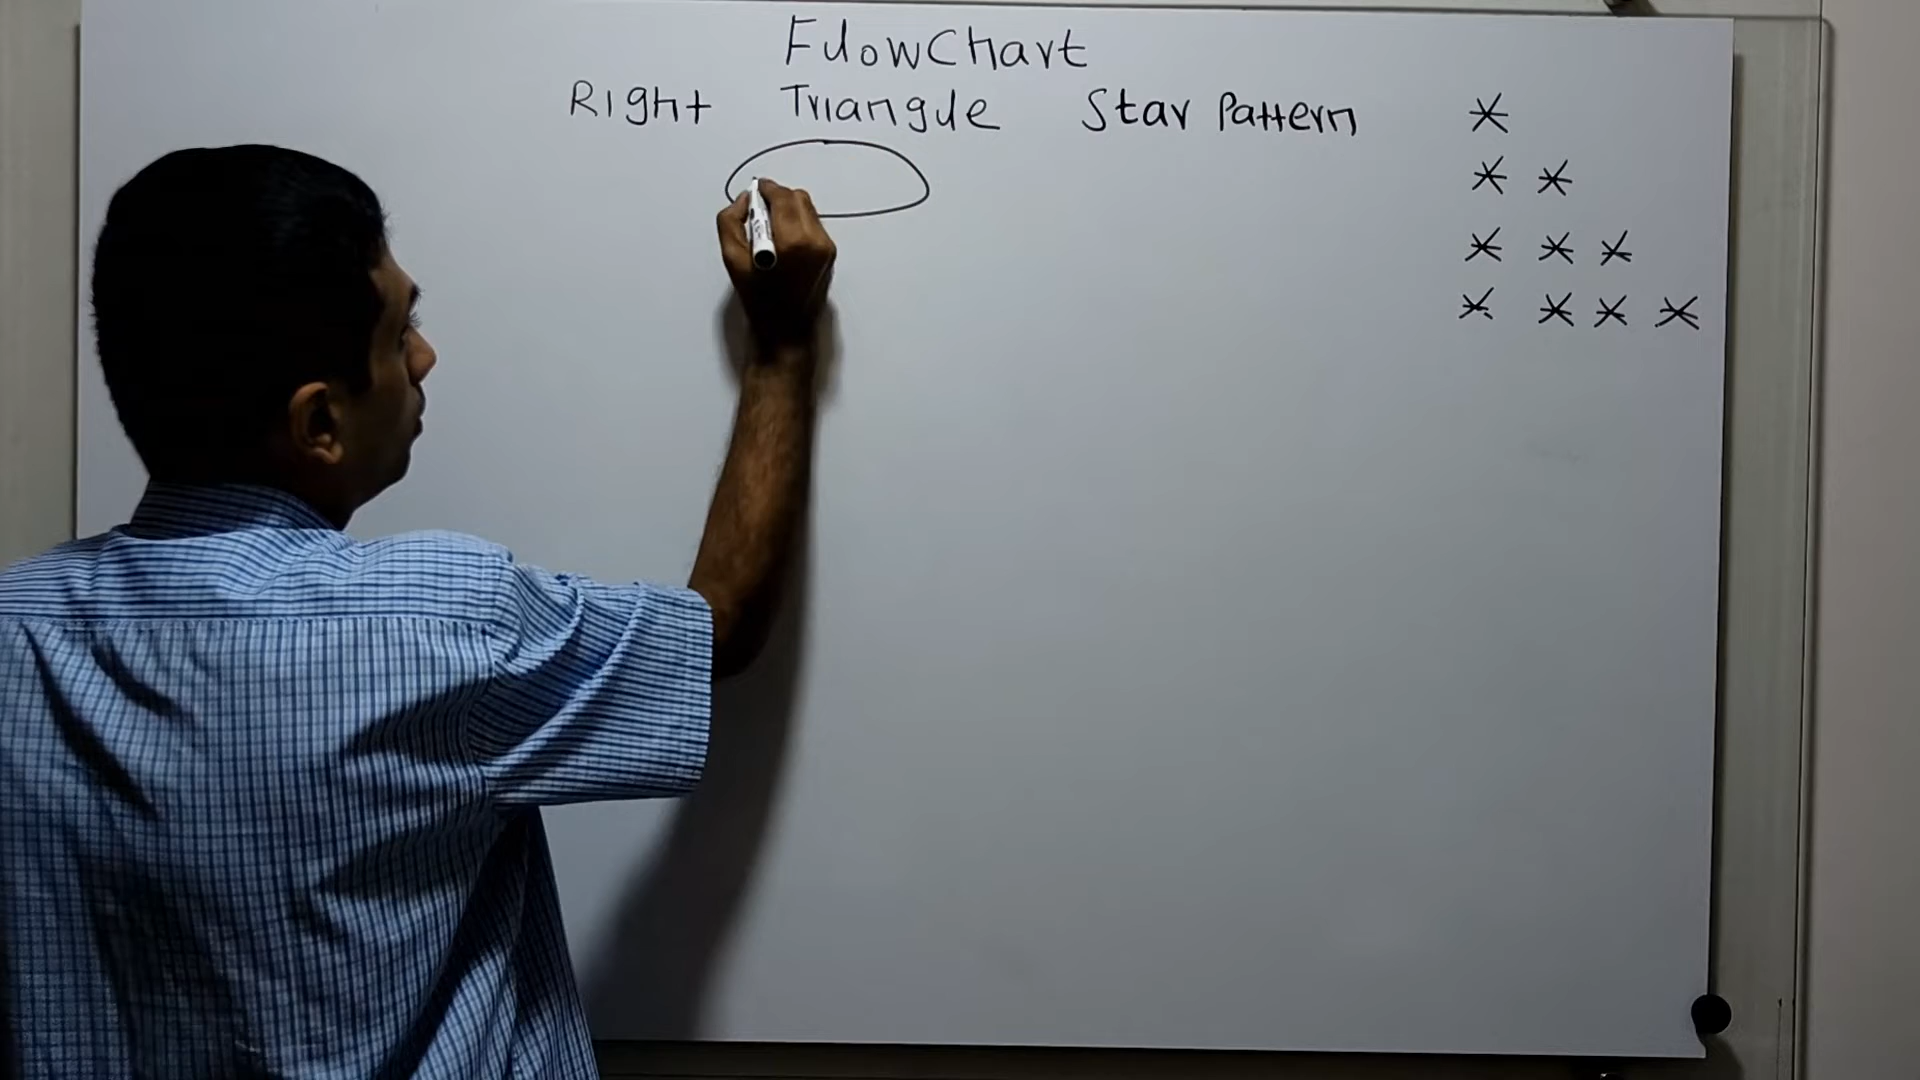 FlowChart
Right Triangle Star Pattern *
* *
* * *
* * * *